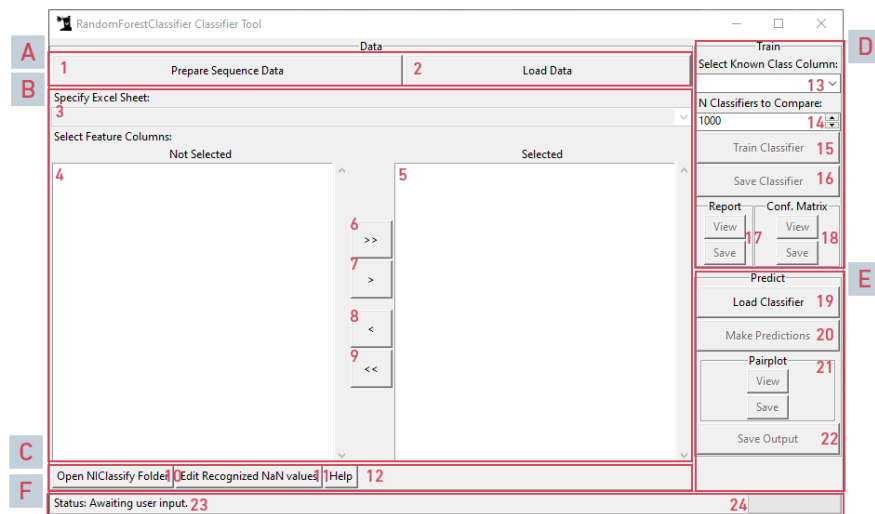 RandomForestClassifier Classifier Tool
A
Data
Train
D
1 Prepare Sequence Data
2 Load Data
Select Known Class Column:
13
B
Specify Excel Sheet:
3
N Classifiers to Compare:
1000 14
Select Feature Columns:
Not Selected
Selected
Train Classifier 15
4
5
Save Classifier 16
Report
Conf. Matrix
View
View
17
18
Save
Save
6
>>
7
>
8
<
9
<<
E
Predict
Load Classifier 19
Make Predictions 20
Pairplot
21
View
Save
Save Output 22
C
Open NIClassify Folder 10 Edit Recognized NaN values 11 Help 12
F
Status: Awaiting user input. 23
24